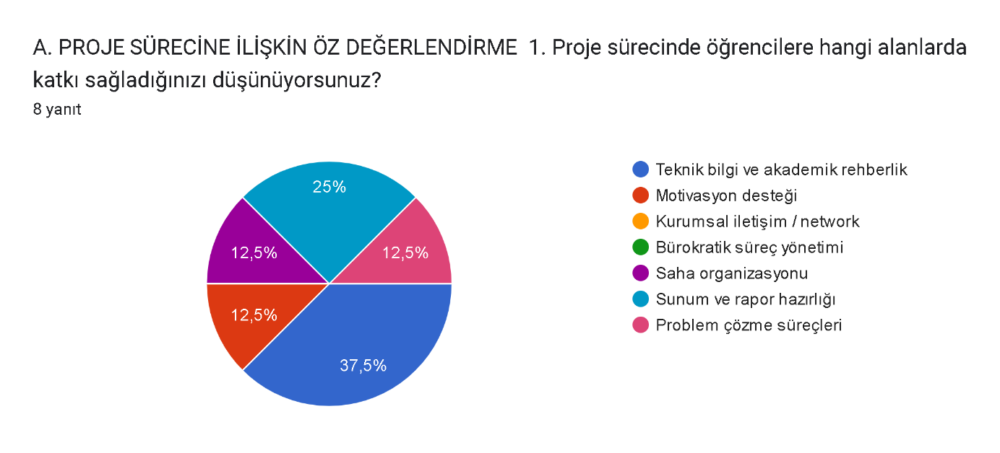 A. PROJE SÜRECİNE İLİŞKİN ÖZ DEĞERLENDİRME  1. Proje sürecinde öğrencilere hangi alanlarda
katkı sağladığınızı düşünüyorsunuz?
8 yanıt
25%
12,5%
12,5%
12,5%
37,5%
Teknik bilgi ve akademik rehberlik
Motivasyon desteği
Kurumsal iletişim / network
Bürokratik süreç yönetimi
Saha organizasyonu
Sunum ve rapor hazırlığı
Problem çözme süreçleri